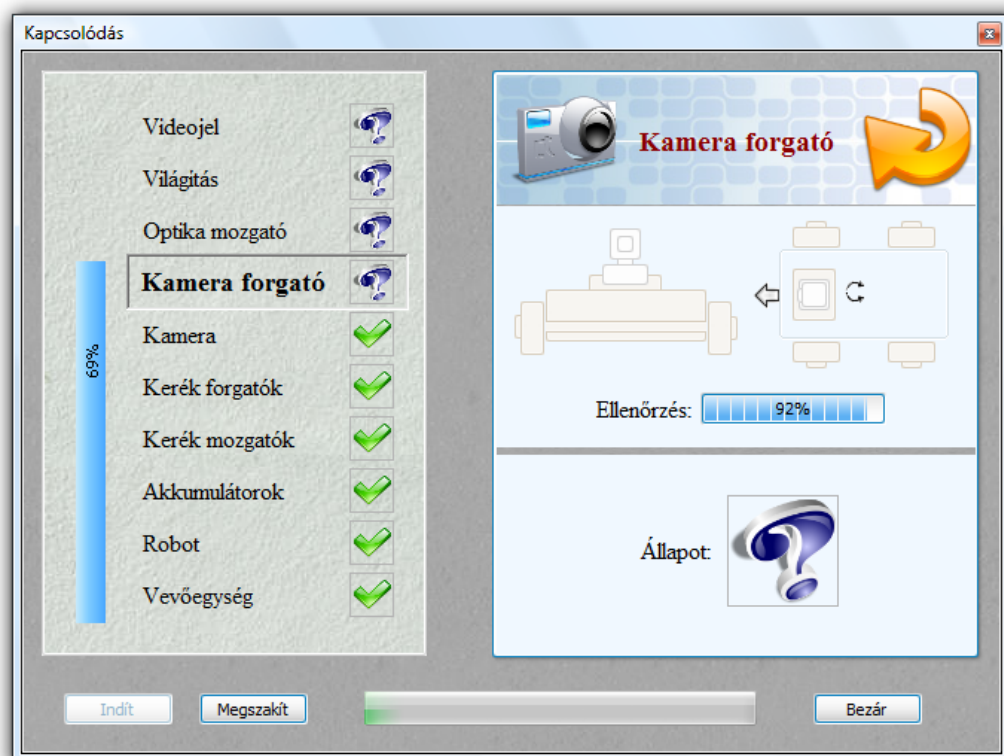 Kapcsolódás
Videojel
Világítás
Optika mozgató
Kamera forgató
Kamera
Kerék forgatók
Kerék mozgatók
Akkumulátorok
Robot
Vevőegység
69%
Kamera forgató
Ellenőrzés: 92%
Állapot:
Indít
Megszakít
Bezár